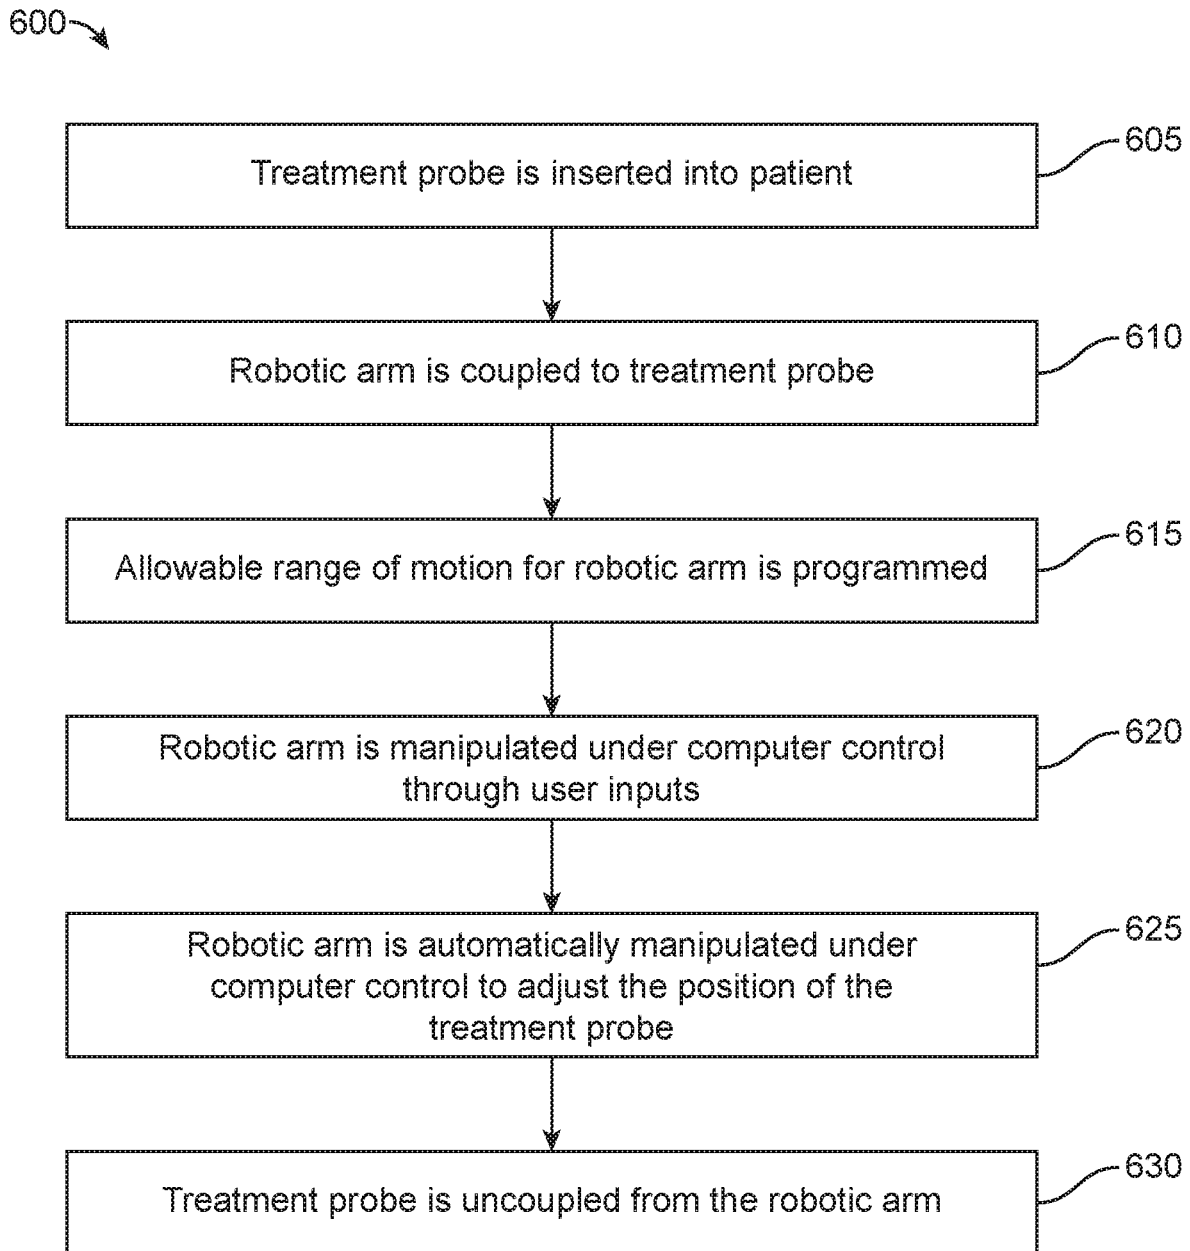 600
605
Treatment probe is inserted into patient
610
Robotic arm is coupled to treatment probe
615
Allowable range of motion for robotic arm is programmed
620
Robotic arm is manipulated under computer control
through user inputs
625
Robotic arm is automatically manipulated under
computer control to adjust the position of the
treatment probe
630
Treatment probe is uncoupled from the robotic arm